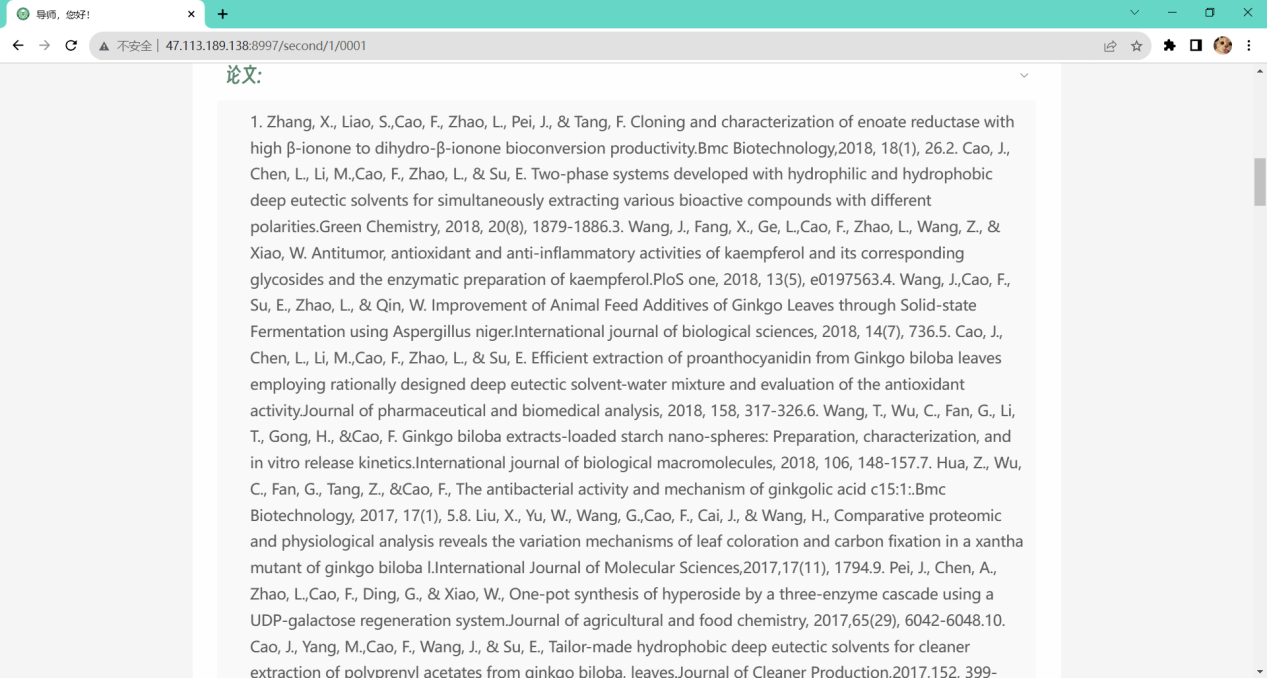 导师，您好！
不安全 47.113.189.138:8997/second/1/0001
论文:
1. Zhang, X., Liao, S.,Cao, F., Zhao, L., Pei, J., & Tang, F. Cloning and characterization of enoate reductase with
high β-ionone to dihydro-β-ionone bioconversion productivity.Bmc Biotechnology,2018, 18(1), 26.2. Cao, J.,
Chen, L., Li, M.,Cao, F., Zhao, L., & Su, E. Two-phase systems developed with hydrophilic and hydrophobic
deep eutectic solvents for simultaneously extracting various bioactive compounds with different
polarities.Green Chemistry, 2018, 20(8), 1879-1886.3. Wang, J., Fang, X., Ge, L.,Cao, F., Zhao, L., Wang, Z., &
Xiao, W. Antitumor, antioxidant and anti-inflammatory activities of kaempferol and its corresponding
glycosides and the enzymatic preparation of kaempferol.PloS one, 2018, 13(5), e0197563.4. Wang, J.,Cao, F.,
Su, E., Zhao, L., & Qin, W. Improvement of Animal Feed Additives of Ginkgo Leaves through Solid-state
Fermentation using Aspergillus niger.International journal of biological sciences, 2018, 14(7), 736.5. Cao, J.,
Chen, L., Li, M.,Cao, F., Zhao, L., & Su, E. Efficient extraction of proanthocyanidin from Ginkgo biloba leaves
employing rationally designed deep eutectic solvent-water mixture and evaluation of the antioxidant
activity.Journal of pharmaceutical and biomedical analysis, 2018, 158, 317-326.6. Wang, T., Wu, C., Fan, G., Li,
T., Gong, H., &Cao, F. Ginkgo biloba extracts-loaded starch nano-spheres: Preparation, characterization, and
in vitro release kinetics.International journal of biological macromolecules, 2018, 106, 148-157.7. Hua, Z., Wu,
C., Fan, G., Tang, Z., &Cao, F., The antibacterial activity and mechanism of ginkgolic acid c15:1:.Bmc
Biotechnology, 2017, 17(1), 5.8. Liu, X., Yu, W., Wang, G.,Cao, F., Cai, J., & Wang, H., Comparative proteomic
and physiological analysis reveals the variation mechanisms of leaf coloration and carbon fixation in a xantha
mutant of ginkgo biloba l.International Journal of Molecular Sciences,2017,17(11), 1794.9. Pei, J., Chen, A.,
Zhao, L.,Cao, F., Ding, G., & Xiao, W., One-pot synthesis of hyperoside by a three-enzyme cascade using a
UDP-galactose regeneration system.Journal of agricultural and food chemistry, 2017,65(29), 6042-6048.10.
Cao, J., Yang, M.,Cao, F., Wang, J., & Su, E., Tailor-made hydrophobic deep eutectic solvents for cleaner
extraction of polyprenyl acetates from ginkgo biloba. leaves.Journal of Cleaner Production,2017,152, 399-